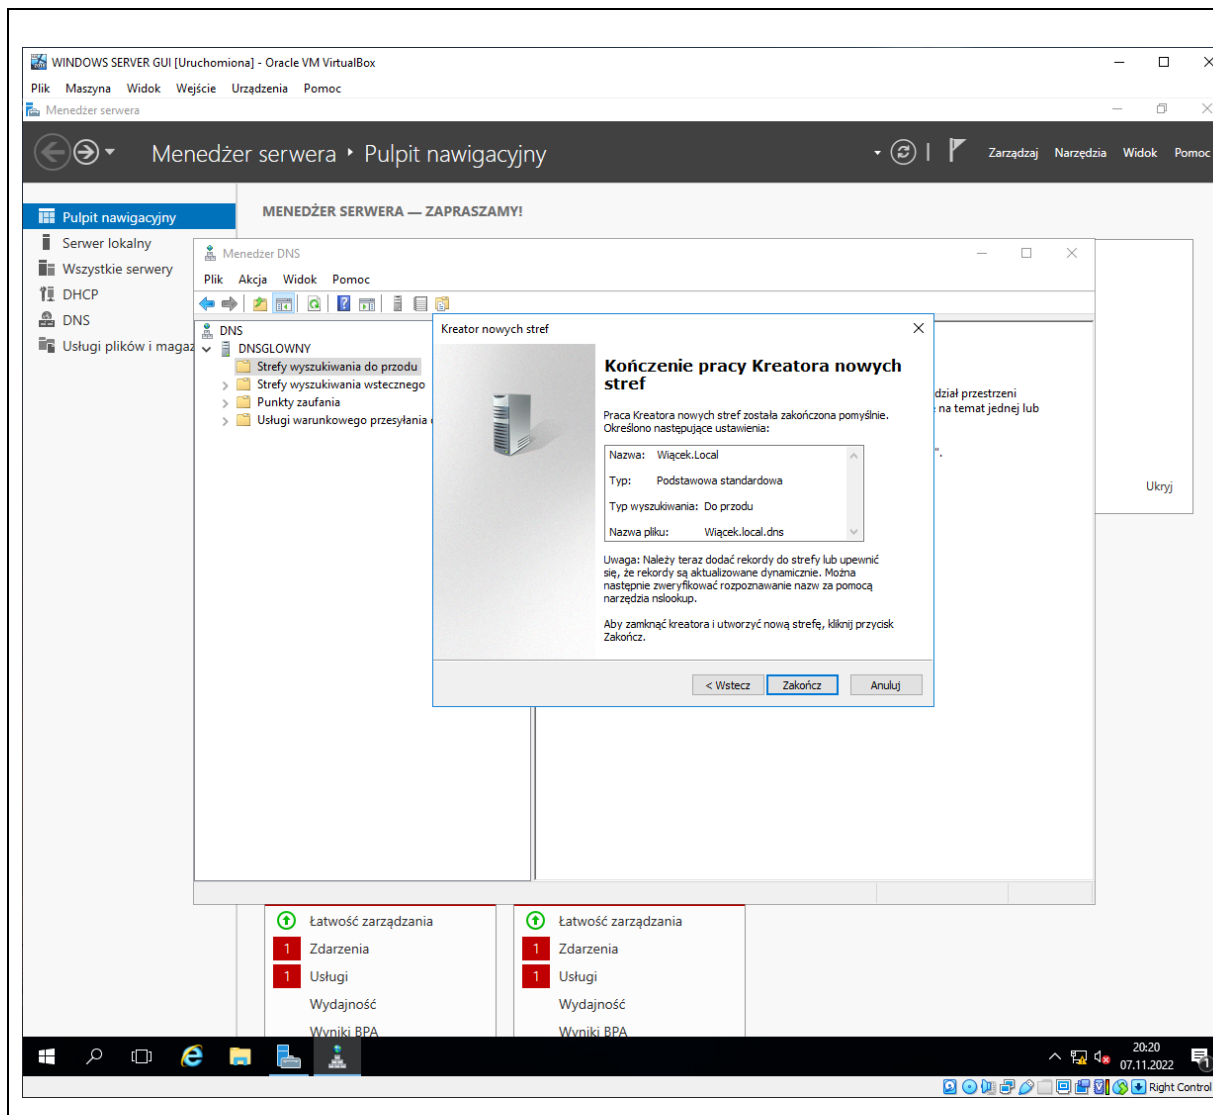 WINDOWS SERVER GUI [Uruchomiona] - Oracle VM VirtualBox
Plik Maszyna Widok Wejście Urządzenia Pomoc
Menedżer serwera
Menedżer serwera Pulpit nawigacyjny
Zarządzaj Narzędzia Widok Pomoc
Pulpit nawigacyjny
Serwer lokalny
Wszystkie serwery
DHCP
DNS
Usługi plików i magaz
MENEDŻER SERWERA — ZAPRASZAMY!
Menedżer DNS
Plik Akcja Widok Pomoc
DNS
DNSGLOWNY
Strefy wyszukiwania do przodu
Strefy wyszukiwania wstecznego
Punkty zaufania
Usługi warunkowego przesyłania
dział przestrzeni
na temat jednej lub
".
Ukryj
Kreator nowych stref
Kończenie pracy Kreatora nowych
stref
Praca Kreatora nowych stref została zakończona pomyślnie.
Określono następujące ustawienia:
Nazwa: Wiącek.Local
Typ: Podstawowa standardowa
Typ wyszukiwania: Do przodu
Nazwa pliku: Wiącek.local.dns
Uwaga: Należy teraz dodać rekordy do strefy lub upewnić
się, że rekordy są aktualizowane dynamicznie. Można
następnie zweryfikować rozpoznawanie nazw za pomocą
narzędzia nslookup.
Aby zamknąć kreatora i utworzyć nową strefę, kliknij przycisk
Zakończ.
< Wstecz Zakończ Anuluj
Łatwość zarządzania
1 Zdarzenia
1 Usługi
Wydajność
Wyniki BPA
Łatwość zarządzania
1 Zdarzenia
1 Usługi
Wydajność
Wyniki BPA
20:20
07.11.2022
1
Right Control